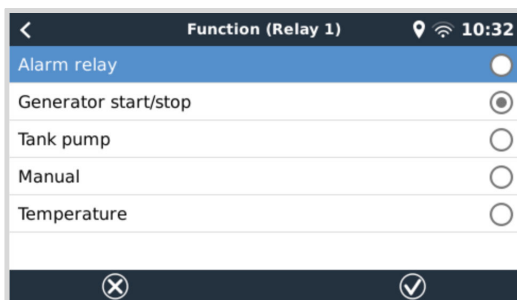 Function (Relay 1) 10:32
Alarm relay
Generator start/stop
Tank pump
Manual
Temperature